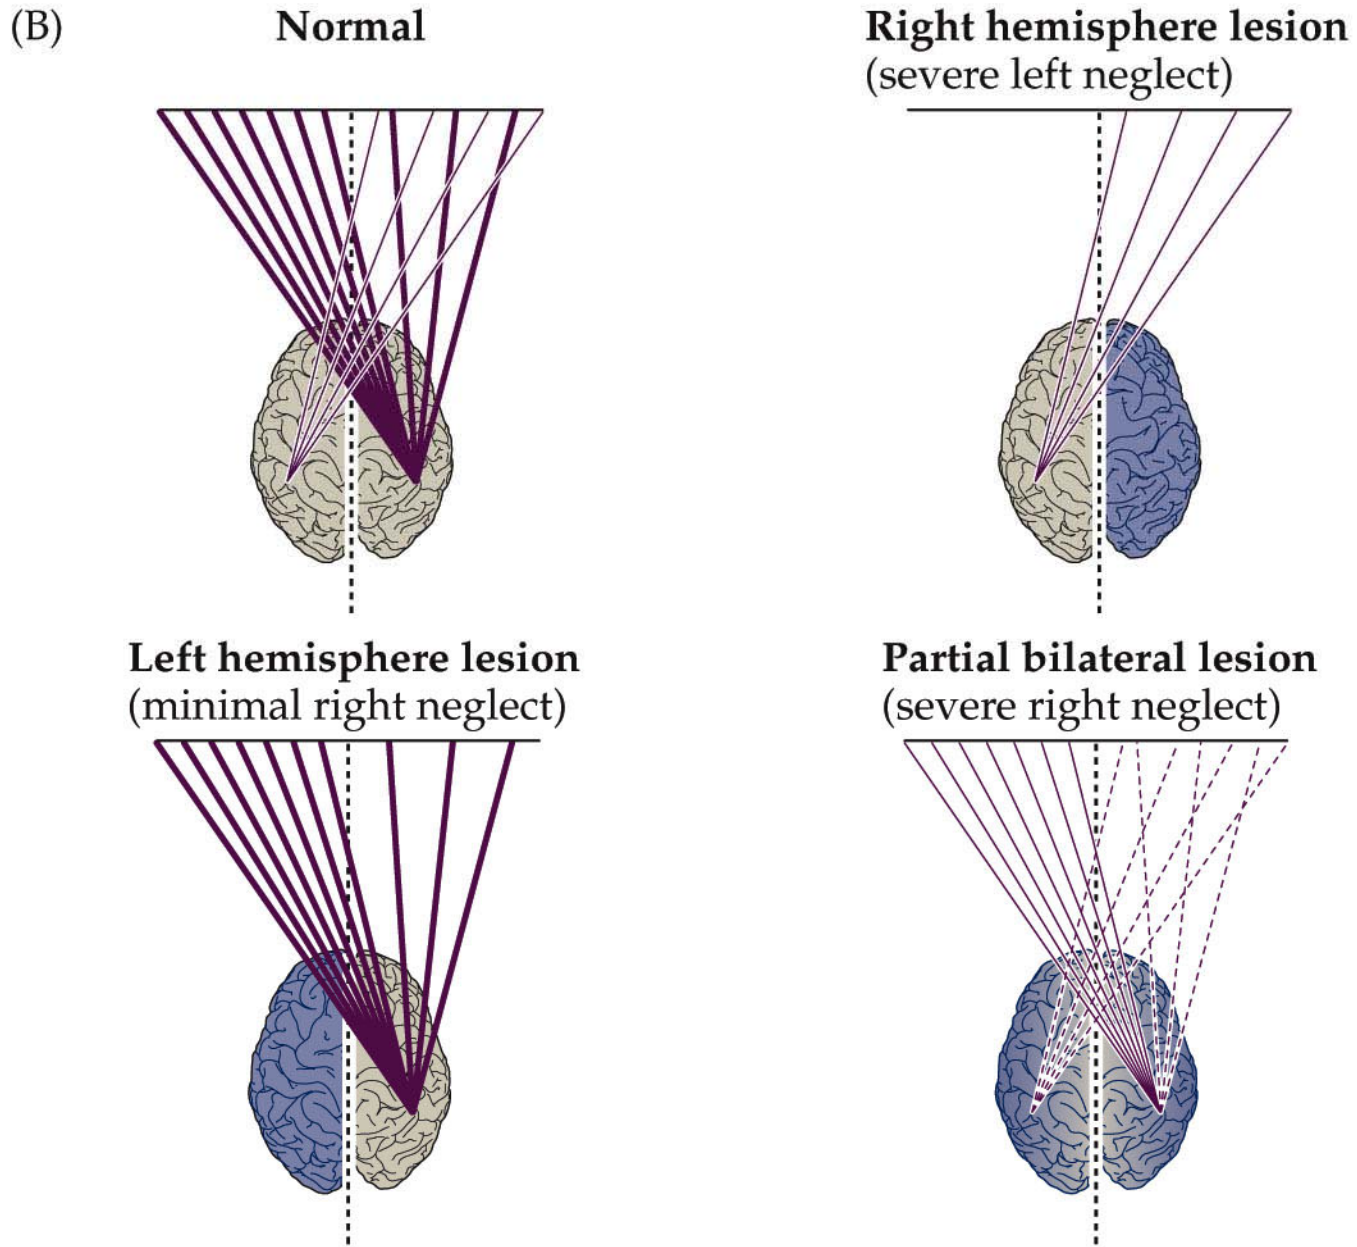 (B)
Normal
Right hemisphere lesion
(severe left neglect)
Left hemisphere lesion
(minimal right neglect)
Partial bilateral lesion
(severe right neglect)